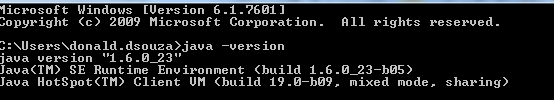 Microsoft Windows [Version 6.1.7601]
Copyright (c) 2009 Microsoft Corporation.  All rights reserved.
C:\Users\donald.dsouza>java -version
java version "1.6.0_23"
Java(TM) SE Runtime Environment (build 1.6.0_23-b05)
Java HotSpot(TM) Client VM (build 19.0-b09, mixed mode, sharing)